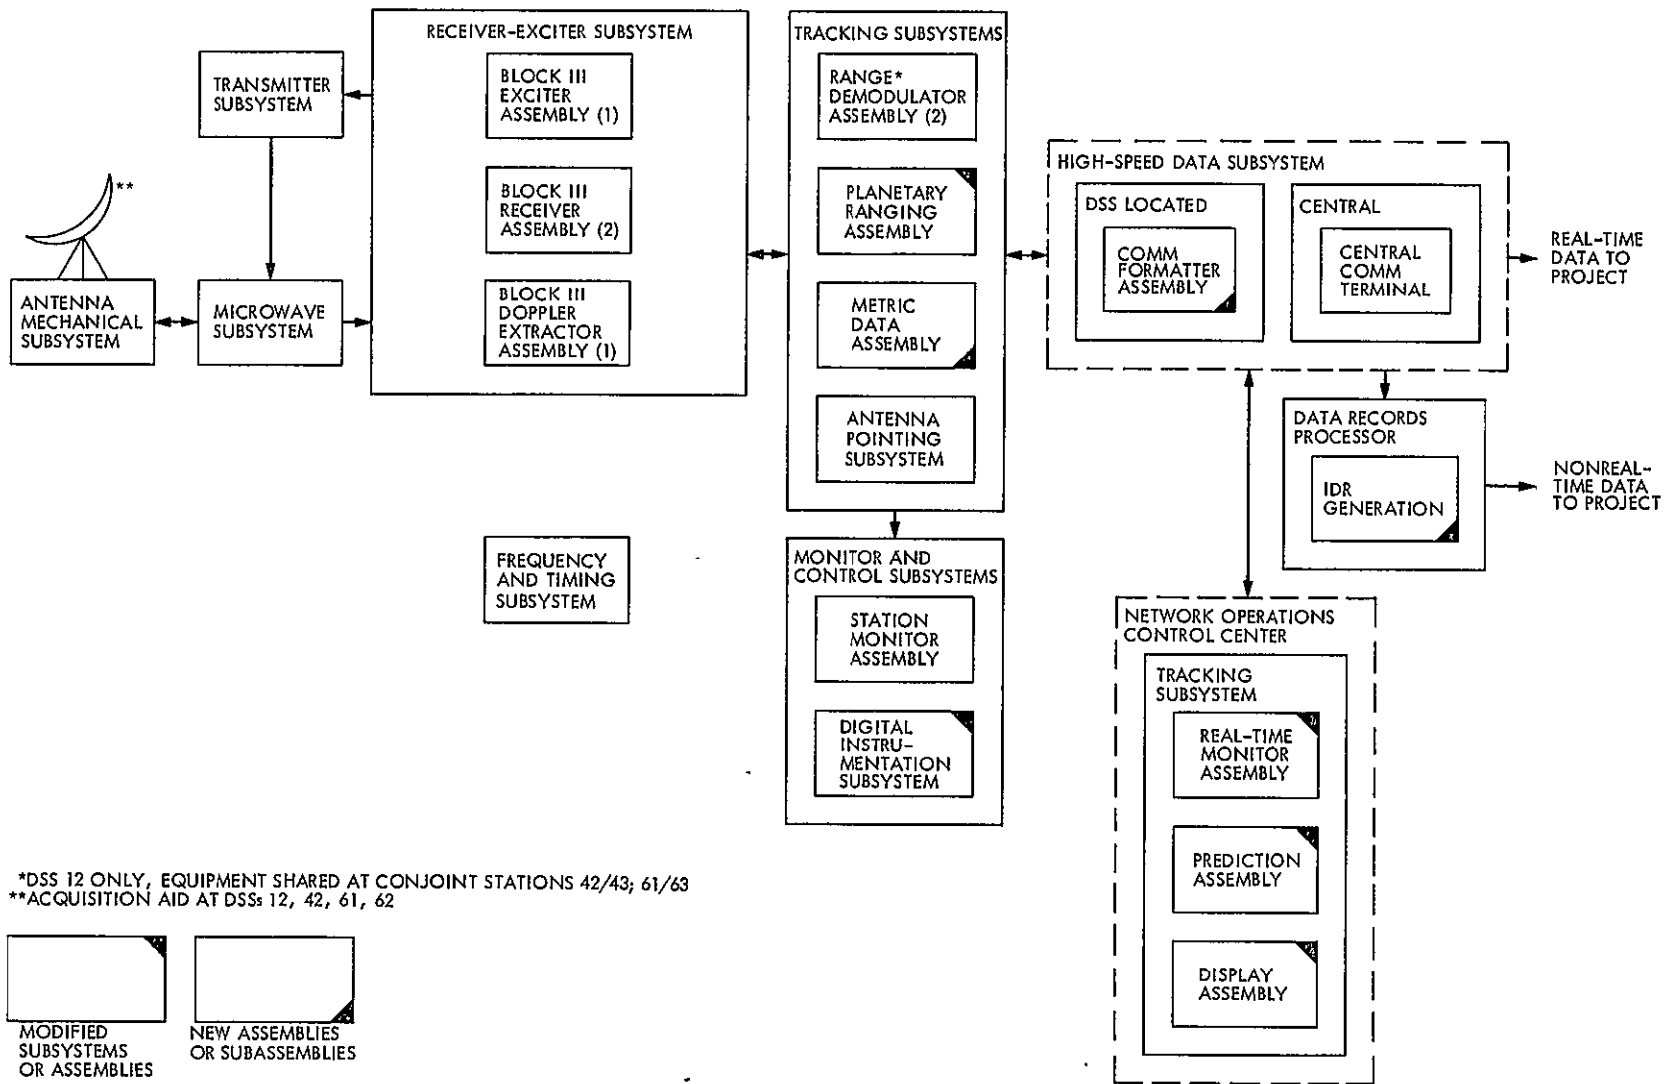 RECEIVER-EXCITER SUBSYSTEM
TRANSMITTER
SUBSYSTEM
BLOCK III
EXCITER
ASSEMBLY (1)
BLOCK III
RECEIVER
ASSEMBLY (2)
BLOCK III
DOPPLER
EXTRACTOR
ASSEMBLY (1)
**
ANTENNA
MECHANICAL
SUBSYSTEM
MICROWAVE
SUBSYSTEM
FREQUENCY
AND TIMING
SUBSYSTEM
TRACKING SUBSYSTEMS
RANGE*
DEMODULATOR
ASSEMBLY (2)
PLANETARY
RANGING
ASSEMBLY
METRIC
DATA
ASSEMBLY
ANTENNA
POINTING
SUBSYSTEM
MONITOR AND
CONTROL SUBSYSTEMS
STATION
MONITOR
ASSEMBLY
DIGITAL
INSTRU-
MENTATION
SUBSYSTEM
HIGH-SPEED DATA SUBSYSTEM
DSS LOCATED
COMM
FORMATTER
ASSEMBLY
CENTRAL
CENTRAL
COMM
TERMINAL
REAL-TIME
DATA TO
PROJECT
DATA RECORDS
PROCESSOR
IDR
GENERATION
NONREAL-
TIME DATA
TO PROJECT
NETWORK OPERATIONS
CONTROL CENTER
TRACKING
SUBSYSTEM
REAL-TIME
MONITOR
ASSEMBLY
PREDICTION
ASSEMBLY
DISPLAY
ASSEMBLY
*DSS 12 ONLY, EQUIPMENT SHARED AT CONJOINT STATIONS 42/43; 61/63
**ACQUISITION AID AT DSSs 12, 42, 61, 62
MODIFIED
SUBSYSTEMS
OR ASSEMBLIES
NEW ASSEMBLIES
OR SUBASSEMBLIES